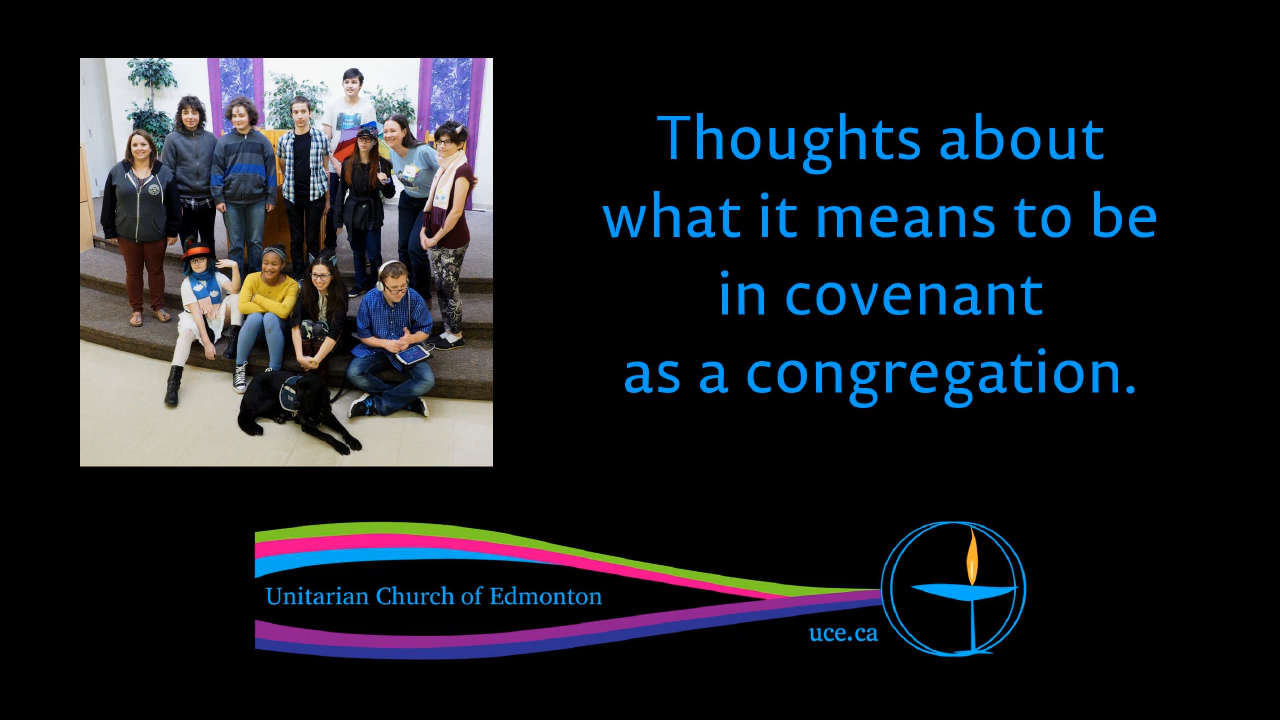 Thoughts about
what it means to be
in covenant
as a congregation.
Unitarian Church of Edmonton
uce.ca